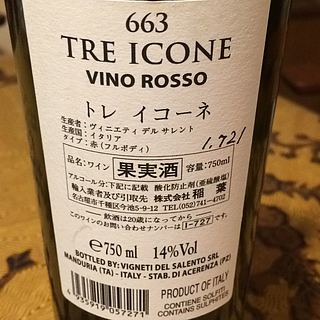 663
TRE ICONE
VINO ROSSO
トレ イコーネ
生産者：ヴィニエティ デル サレント
生産国：イタリア
タイプ：赤（フルボディ）
1.721
品名：ワイン 果実酒 容量：750ml
アルコール分：下記に記載 酸化防止剤（亜硫酸塩）
輸入業者及び引取先 株式会社 稲葉
名古屋市千種区今池5-9-12 TEL(052)741-4702
飲酒は20歳になってから
このワインのお問い合わせナンバーは I-727 です。
℮750 ml 14%Vol
BOTTLED BY: VIGNETI DEL SALENTO SRL
MANDURIA (TA) - ITALY - STAB. DI ACERENZA (PZ)
PRODUCT OF ITALY
CONTIENE SOLFITI
CONTAINS SULPHITES